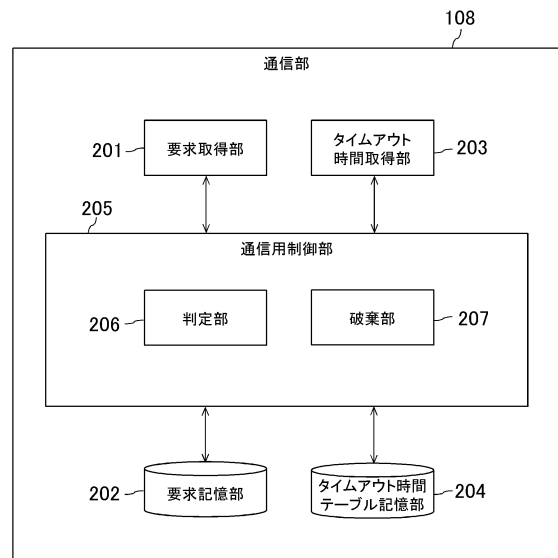 108
通信部
201
要求取得部
タイムアウト
時間取得部
203
205
通信用制御部
206
判定部
破棄部
207
202
要求記憶部
タイムアウト時間
テーブル記憶部
204